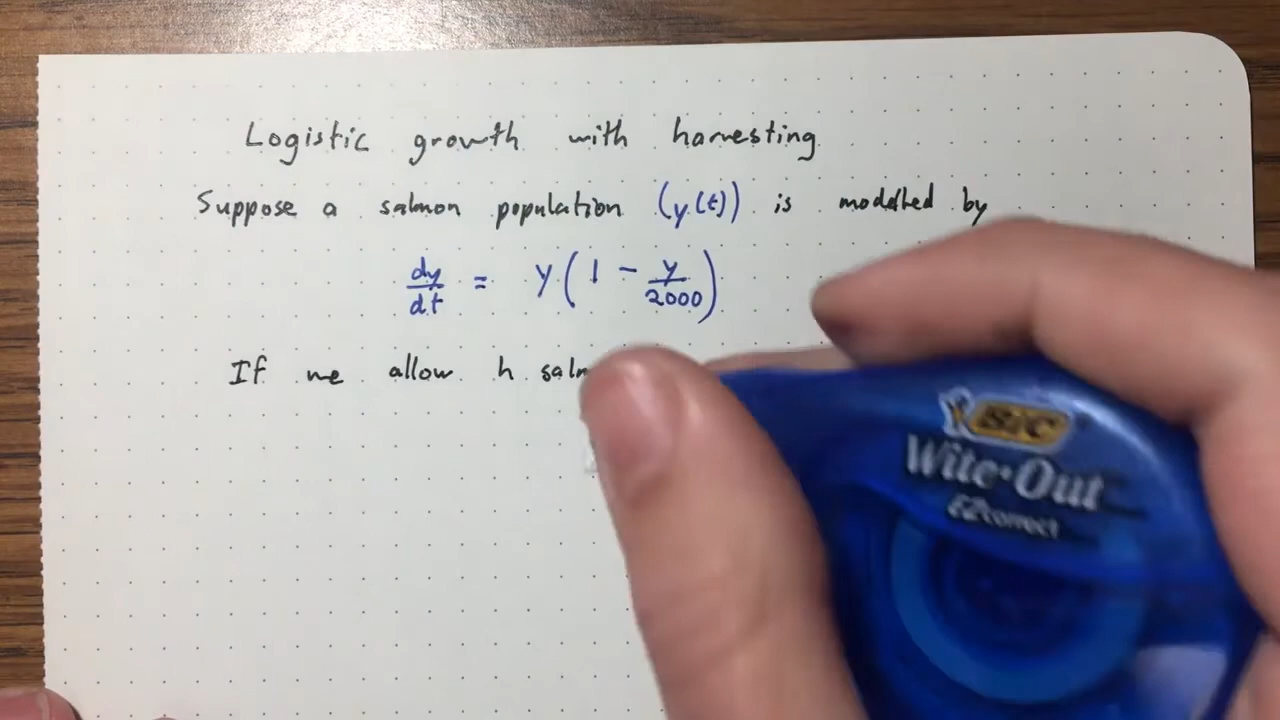 Logistic growth with harvesting
Suppose a salmon population (y(t)) is modelled by
dy/dt = y(1 - y/2000)
If we allow h
BIC
Wite-Out
EZcorrect